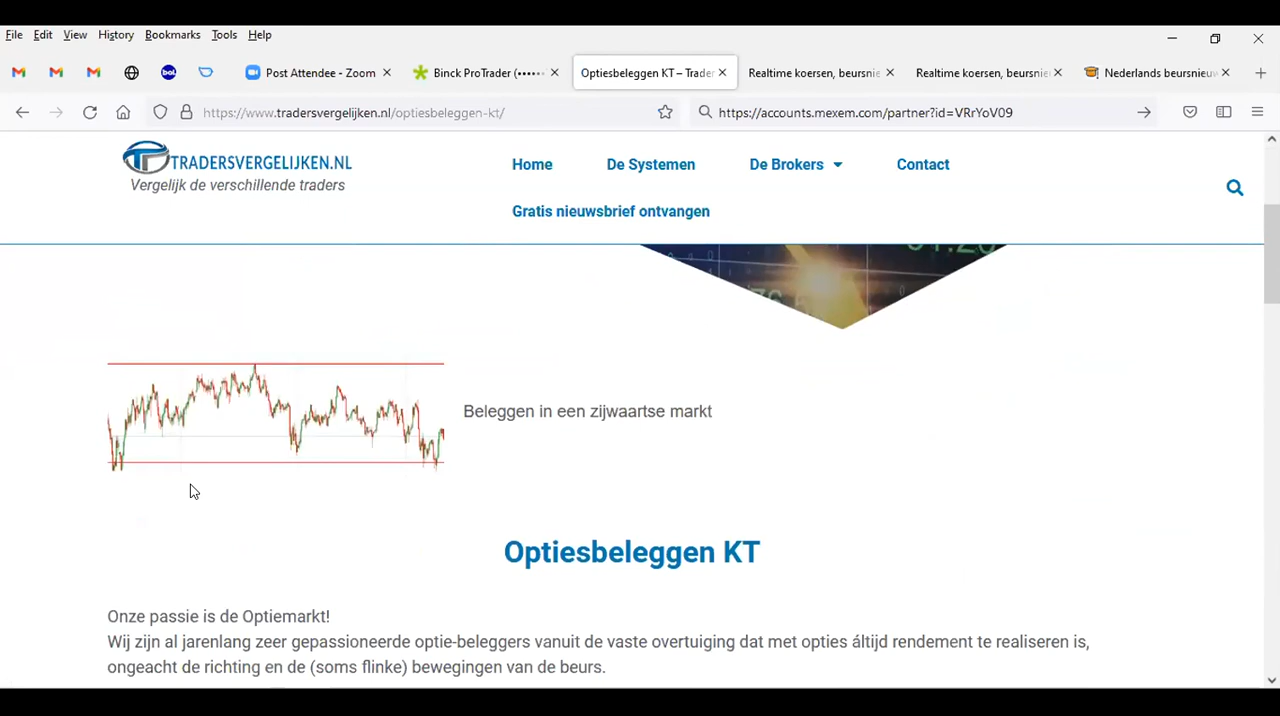 File Edit View History Bookmarks Tools Help
bol Post Attendee - Zoom Binck ProTrader (•••••• Optiesbeleggen KT – Trader Realtime koersen, beursnie Realtime koersen, beursnie Nederlands beursnieuw
https://www.tradersvergelijken.nl/optiesbeleggen-kt/ https://accounts.mexem.com/partner?id=VRrYoV09
TRADERSVERGELIJKEN.NL
Vergelijk de verschillende traders
Home De Systemen De Brokers Contact
Gratis nieuwsbrief ontvangen
Beleggen in een zijwaartse markt
Optiesbeleggen KT
Onze passie is de Optiemarkt!
Wij zijn al jarenlang zeer gepassioneerde optie-beleggers vanuit de vaste overtuiging dat met opties áltijd rendement te realiseren is,
ongeacht de richting en de (soms flinke) bewegingen van de beurs.